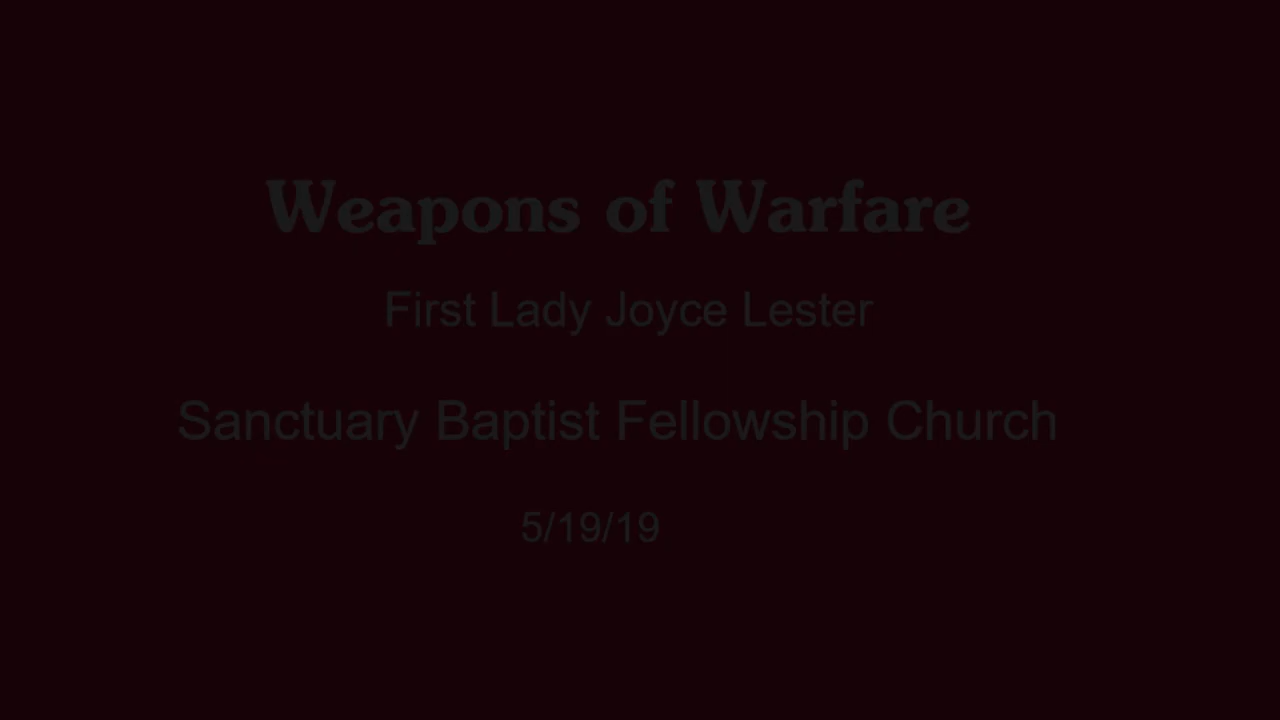 Weapons of Warfare
First Lady Joyce Lester
Sanctuary Baptist Fellowship Church
5/19/19